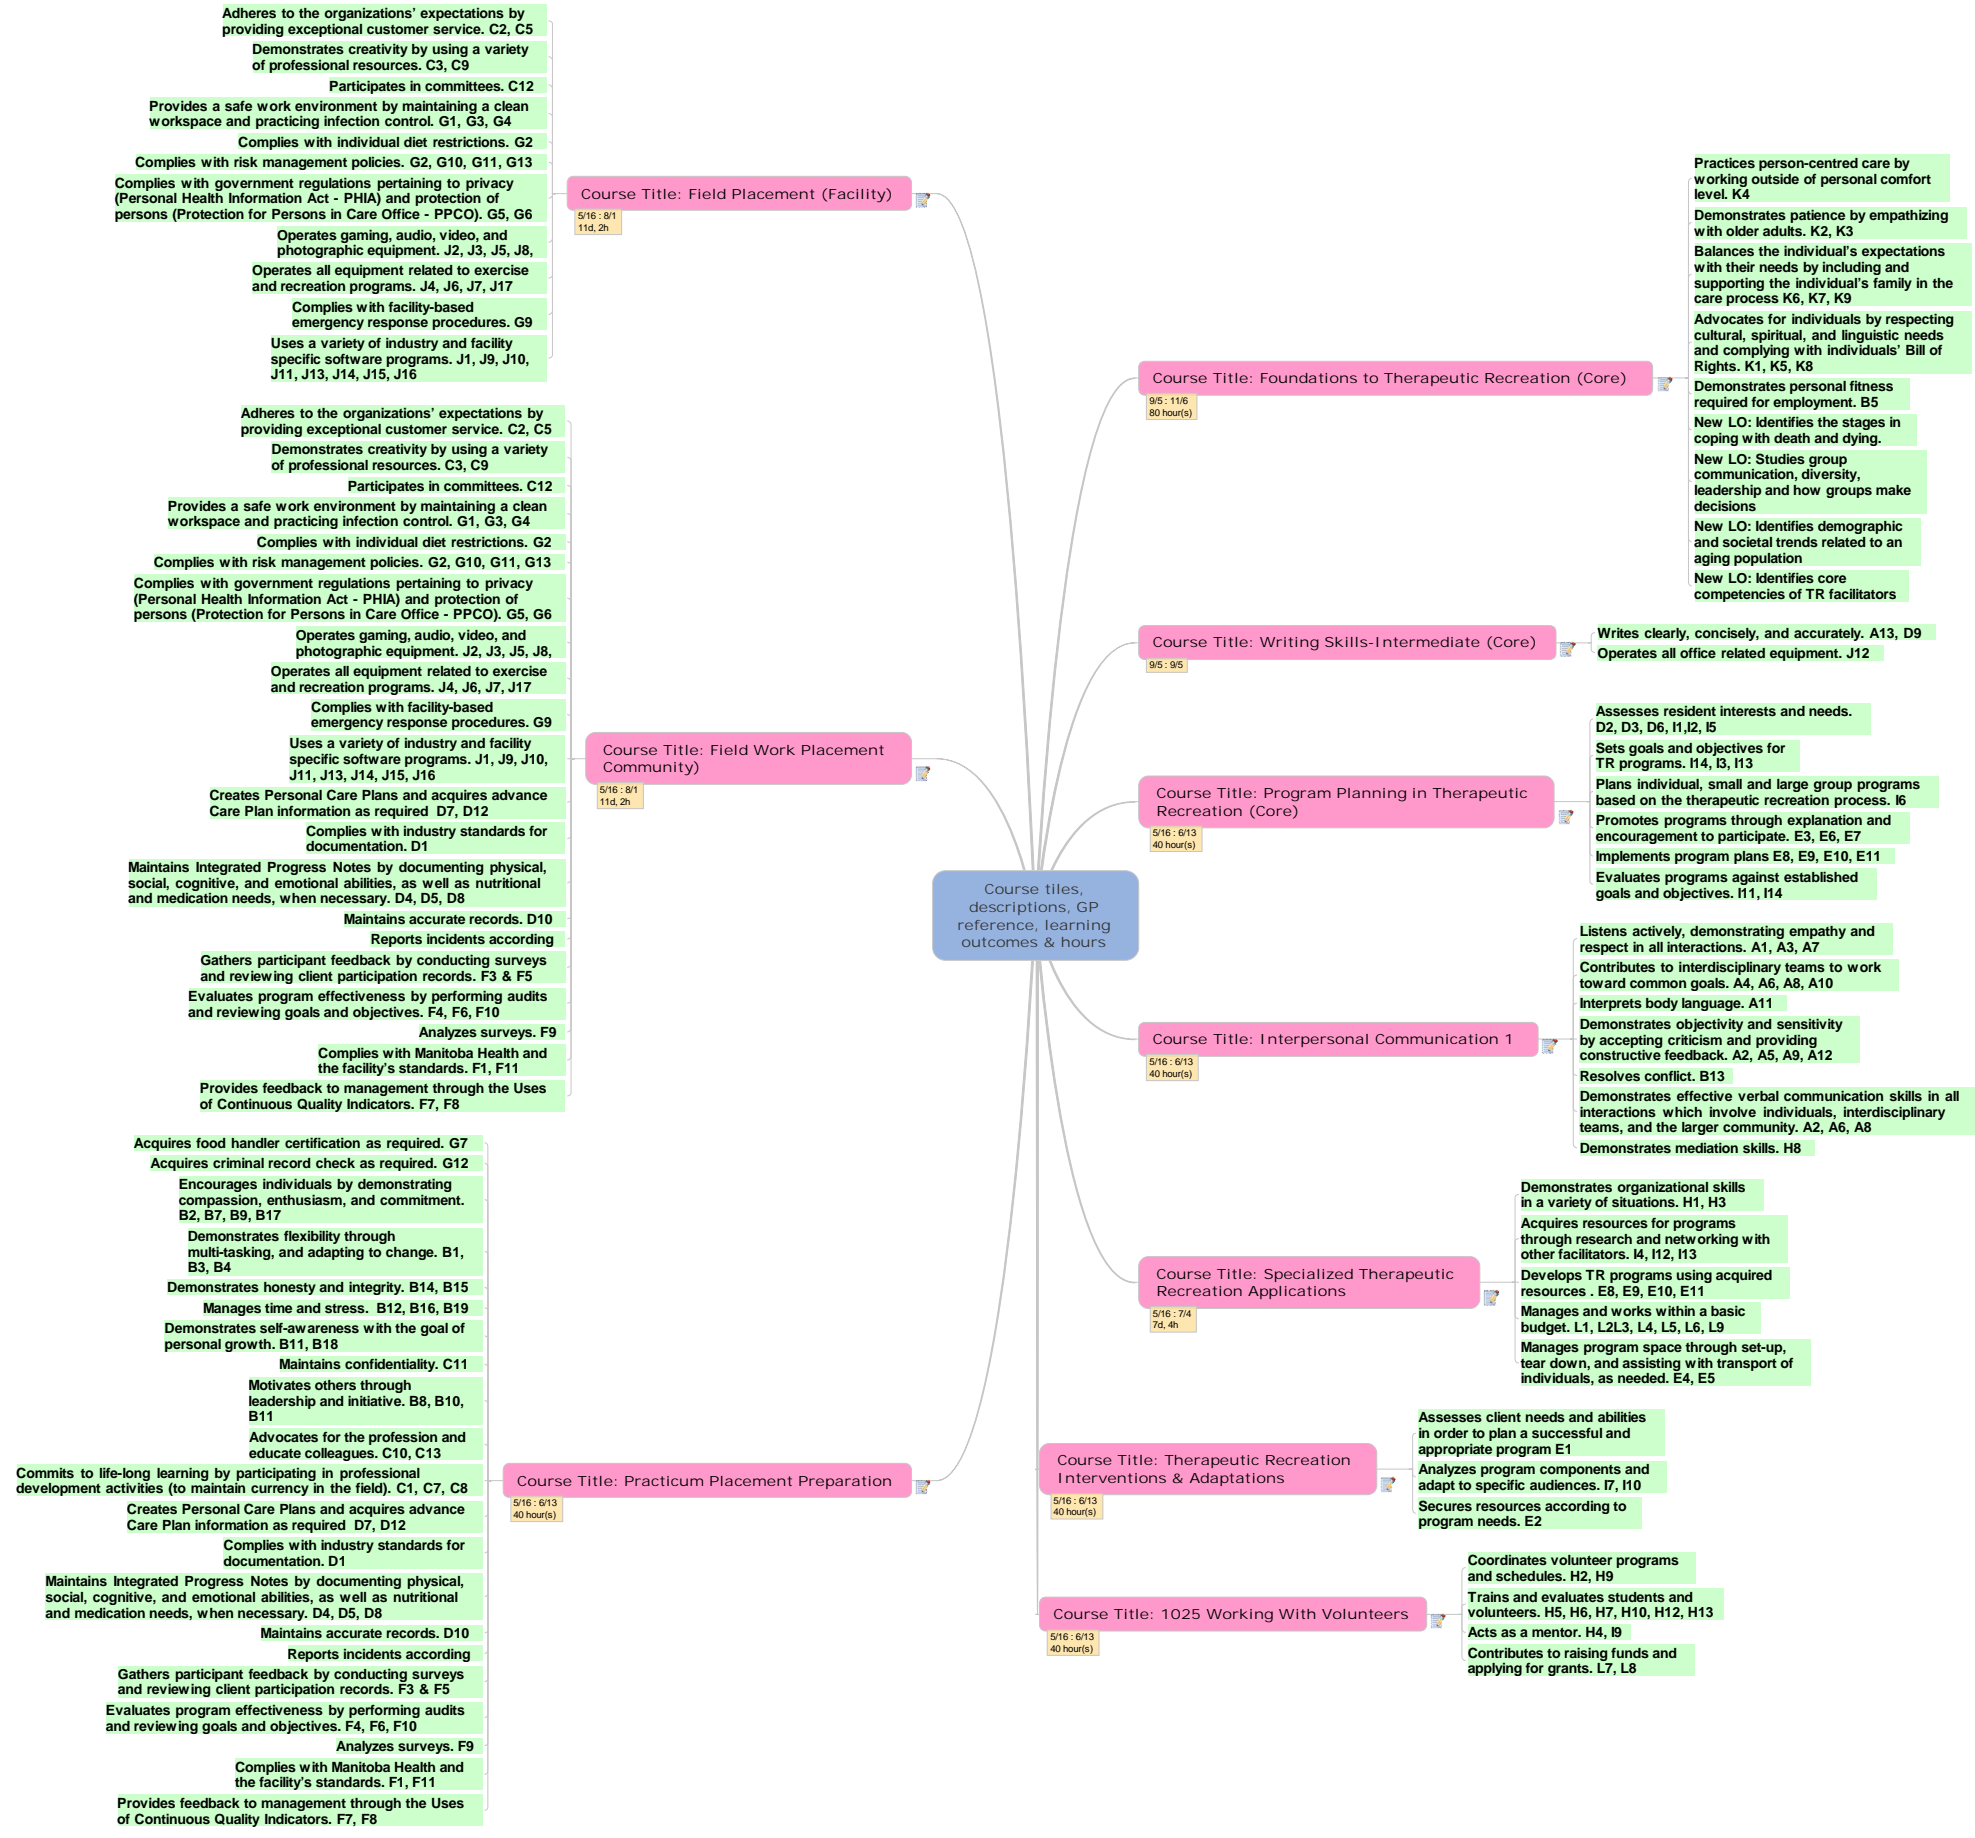 Course tiles,
descriptions, GP
reference, learning
outcomes & hours
Course Title: Foundations to Therapeutic Recreation (Core)
9/5 : 11/6
80 hour(s)
Practices person-centred care by
working outside of personal comfort
level. K4
Demonstrates patience by empathizing
with older adults. K2, K3
Balances the individual's expectations
with their needs by including and
supporting the individual's family in the
care process K6, K7, K9
Advocates for individuals by respecting
cultural, spiritual, and linguistic needs
and complying with individuals' Bill of
Rights. K1, K5, K8
Demonstrates personal fitness
required for employment. B5
New LO: Identifies the stages in
coping with death and dying.
New LO: Studies group
communication, diversity,
leadership and how groups make
decisions
New LO: Identifies demographic
and societal trends related to an
aging population
New LO: Identifies core
competencies of TR facilitators
Course Title: Writing Skills-Intermediate (Core)
9/5 : 9/5
Writes clearly, concisely, and accurately. A13, D9
Operates all office related equipment. J12
Course Title: Program Planning in Therapeutic
Recreation (Core)
5/16 : 6/13
40 hour(s)
Assesses resident interests and needs.
D2, D3, D6, I1,I2, I5
Sets goals and objectives for
TR programs. I14, I3, I13
Plans individual, small and large group programs
based on the therapeutic recreation process. I6
Promotes programs through explanation and
encouragement to participate. E3, E6, E7
Implements program plans E8, E9, E10, E11
Evaluates programs against established
goals and objectives. I11, I14
Course Title: Interpersonal Communication 1
5/16 : 6/13
40 hour(s)
Listens actively, demonstrating empathy and
respect in all interactions. A1, A3, A7
Contributes to interdisciplinary teams to work
toward common goals. A4, A6, A8, A10
Interprets body language. A11
Demonstrates objectivity and sensitivity
by accepting criticism and providing
constructive feedback. A2, A5, A9, A12
Resolves conflict. B13
Demonstrates effective verbal communication skills in all
interactions which involve individuals, interdisciplinary
teams, and the larger community. A2, A6, A8
Demonstrates mediation skills. H8
Course Title: Specialized Therapeutic
Recreation Applications
5/16 : 7/4
7d, 4h
Demonstrates organizational skills
in a variety of situations. H1, H3
Acquires resources for programs
through research and networking with
other facilitators. I4, I12, I13
Develops TR programs using acquired
resources . E8, E9, E10, E11
Manages and works within a basic
budget. L1, L2L3, L4, L5, L6, L9
Manages program space through set-up,
tear down, and assisting with transport of
individuals, as needed. E4, E5
Course Title: Therapeutic Recreation
Interventions & Adaptations
5/16 : 6/13
40 hour(s)
Assesses client needs and abilities
in order to plan a successful and
appropriate program E1
Analyzes program components and
adapt to specific audiences. I7, I10
Secures resources according to
program needs. E2
Course Title: 1025 Working With Volunteers
5/16 : 6/13
40 hour(s)
Coordinates volunteer programs
and schedules. H2, H9
Trains and evaluates students and
volunteers. H5, H6, H7, H10, H12, H13
Acts as a mentor. H4, I9
Contributes to raising funds and
applying for grants. L7, L8
Course Title: Field Placement (Facility)
5/16 : 8/1
11d, 2h
Adheres to the organizations' expectations by
providing exceptional customer service. C2, C5
Demonstrates creativity by using a variety
of professional resources. C3, C9
Participates in committees. C12
Provides a safe work environment by maintaining a clean
workspace and practicing infection control. G1, G3, G4
Complies with individual diet restrictions. G2
Complies with risk management policies. G2, G10, G11, G13
Complies with government regulations pertaining to privacy
(Personal Health Information Act - PHIA) and protection of
persons (Protection for Persons in Care Office - PPCO). G5, G6
Operates gaming, audio, video, and
photographic equipment. J2, J3, J5, J8,
Operates all equipment related to exercise
and recreation programs. J4, J6, J7, J17
Complies with facility-based
emergency response procedures. G9
Uses a variety of industry and facility
specific software programs. J1, J9, J10,
J11, J13, J14, J15, J16
Course Title: Field Work Placement
Community)
5/16 : 8/1
11d, 2h
Adheres to the organizations' expectations by
providing exceptional customer service. C2, C5
Demonstrates creativity by using a variety
of professional resources. C3, C9
Participates in committees. C12
Provides a safe work environment by maintaining a clean
workspace and practicing infection control. G1, G3, G4
Complies with individual diet restrictions. G2
Complies with risk management policies. G2, G10, G11, G13
Complies with government regulations pertaining to privacy
(Personal Health Information Act - PHIA) and protection of
persons (Protection for Persons in Care Office - PPCO). G5, G6
Operates gaming, audio, video, and
photographic equipment. J2, J3, J5, J8,
Operates all equipment related to exercise
and recreation programs. J4, J6, J7, J17
Complies with facility-based
emergency response procedures. G9
Uses a variety of industry and facility
specific software programs. J1, J9, J10,
J11, J13, J14, J15, J16
Creates Personal Care Plans and acquires advance
Care Plan information as required D7, D12
Complies with industry standards for
documentation. D1
Maintains Integrated Progress Notes by documenting physical,
social, cognitive, and emotional abilities, as well as nutritional
and medication needs, when necessary. D4, D5, D8
Maintains accurate records. D10
Reports incidents according
Gathers participant feedback by conducting surveys
and reviewing client participation records. F3 & F5
Evaluates program effectiveness by performing audits
and reviewing goals and objectives. F4, F6, F10
Analyzes surveys. F9
Complies with Manitoba Health and
the facility's standards. F1, F11
Provides feedback to management through the Uses
of Continuous Quality Indicators. F7, F8
Course Title: Practicum Placement Preparation
5/16 : 6/13
40 hour(s)
Acquires food handler certification as required. G7
Acquires criminal record check as required. G12
Encourages individuals by demonstrating
compassion, enthusiasm, and commitment.
B2, B7, B9, B17
Demonstrates flexibility through
multi-tasking, and adapting to change. B1,
B3, B4
Demonstrates honesty and integrity. B14, B15
Manages time and stress. B12, B16, B19
Demonstrates self-awareness with the goal of
personal growth. B11, B18
Maintains confidentiality. C11
Motivates others through
leadership and initiative. B8, B10,
B11
Advocates for the profession and
educate colleagues. C10, C13
Commits to life-long learning by participating in professional
development activities (to maintain currency in the field). C1, C7, C8
Creates Personal Care Plans and acquires advance
Care Plan information as required D7, D12
Complies with industry standards for
documentation. D1
Maintains Integrated Progress Notes by documenting physical,
social, cognitive, and emotional abilities, as well as nutritional
and medication needs, when necessary. D4, D5, D8
Maintains accurate records. D10
Reports incidents according
Gathers participant feedback by conducting surveys
and reviewing client participation records. F3 & F5
Evaluates program effectiveness by performing audits
and reviewing goals and objectives. F4, F6, F10
Analyzes surveys. F9
Complies with Manitoba Health and
the facility's standards. F1, F11
Provides feedback to management through the Uses
of Continuous Quality Indicators. F7, F8